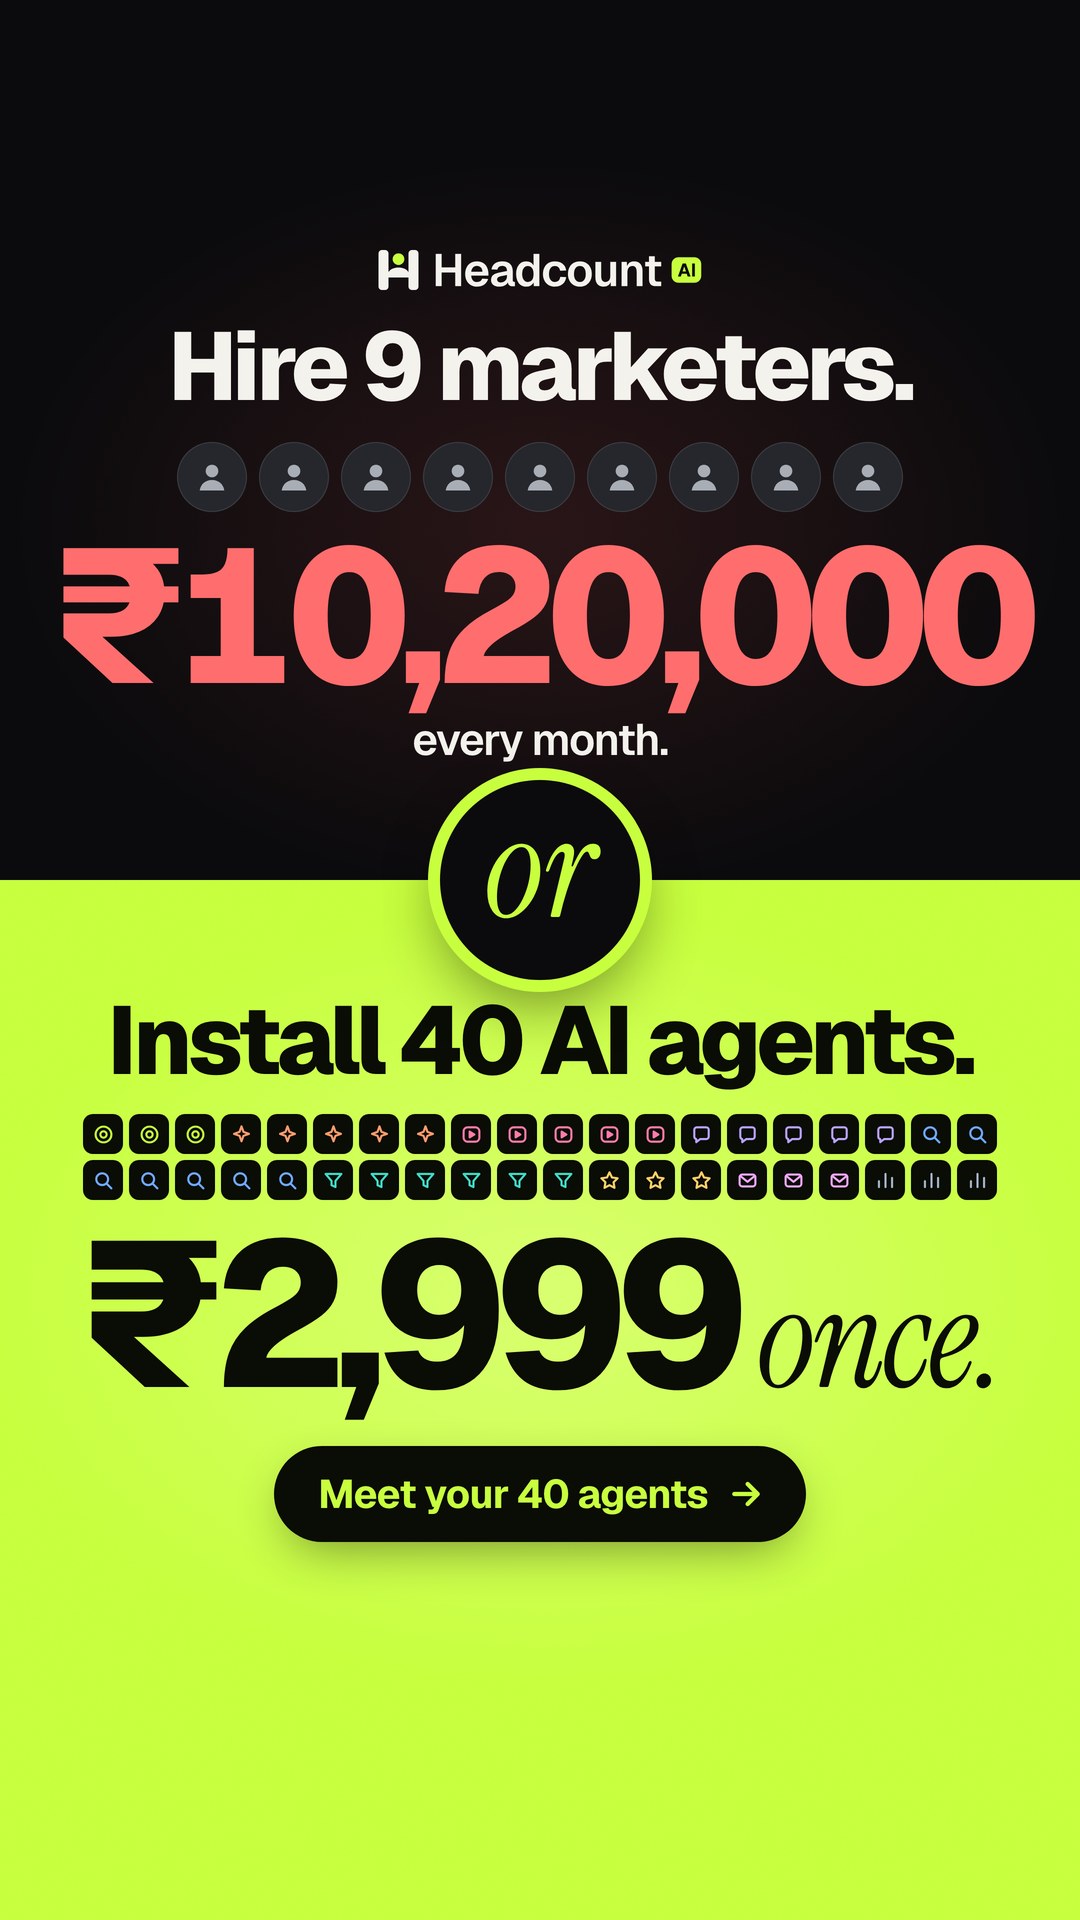 Headcount AI
Hire 9 marketers.
₹10,20,000
every month.
or
Install 40 AI agents.
₹2,999 once.
Meet your 40 agents →